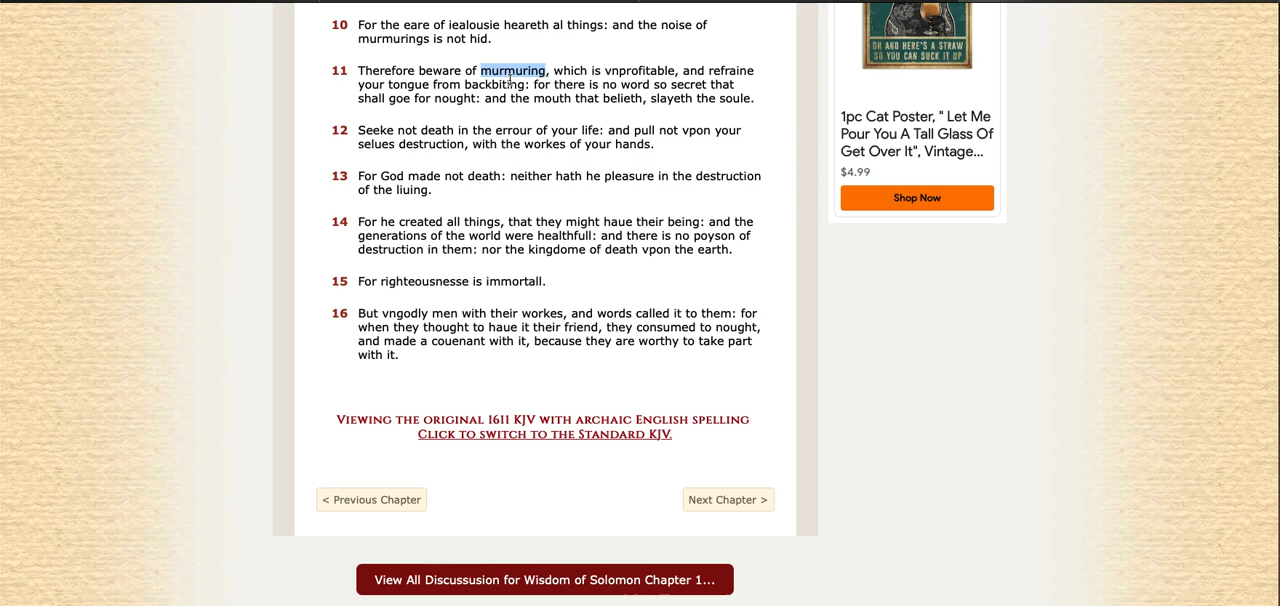 10 For the eare of iealousie heareth al things: and the noise of
murmurings is not hid.
11 Therefore beware of murmuring, which is vnprofitable, and refraine
your tongue from backbiting: for there is no word so secret that
shall goe for nought: and the mouth that belieth, slayeth the soule.
12 Seeke not death in the errour of your life: and pull not vpon your
selues destruction, with the workes of your hands.
13 For God made not death: neither hath he pleasure in the destruction
of the liuing.
14 For he created all things, that they might haue their being: and the
generations of the world were healthfull: and there is no poyson of
destruction in them: nor the kingdome of death vpon the earth.
15 For righteousnesse is immortall.
16 But vngodly men with their workes, and words called it to them: for
when they thought to haue it their friend, they consumed to nought,
and made a couenant with it, because they are worthy to take part
with it.
Viewing the original 1611 KJV with archaic English spelling
Click to switch to the Standard KJV.
< Previous Chapter
Next Chapter >
View All Discussusion for Wisdom of Solomon Chapter 1...
OH AND HERE'S A STRAW
SO YOU CAN SUCK IT UP
1pc Cat Poster, " Let Me
Pour You A Tall Glass Of
Get Over It", Vintage...
$4.99
Shop Now